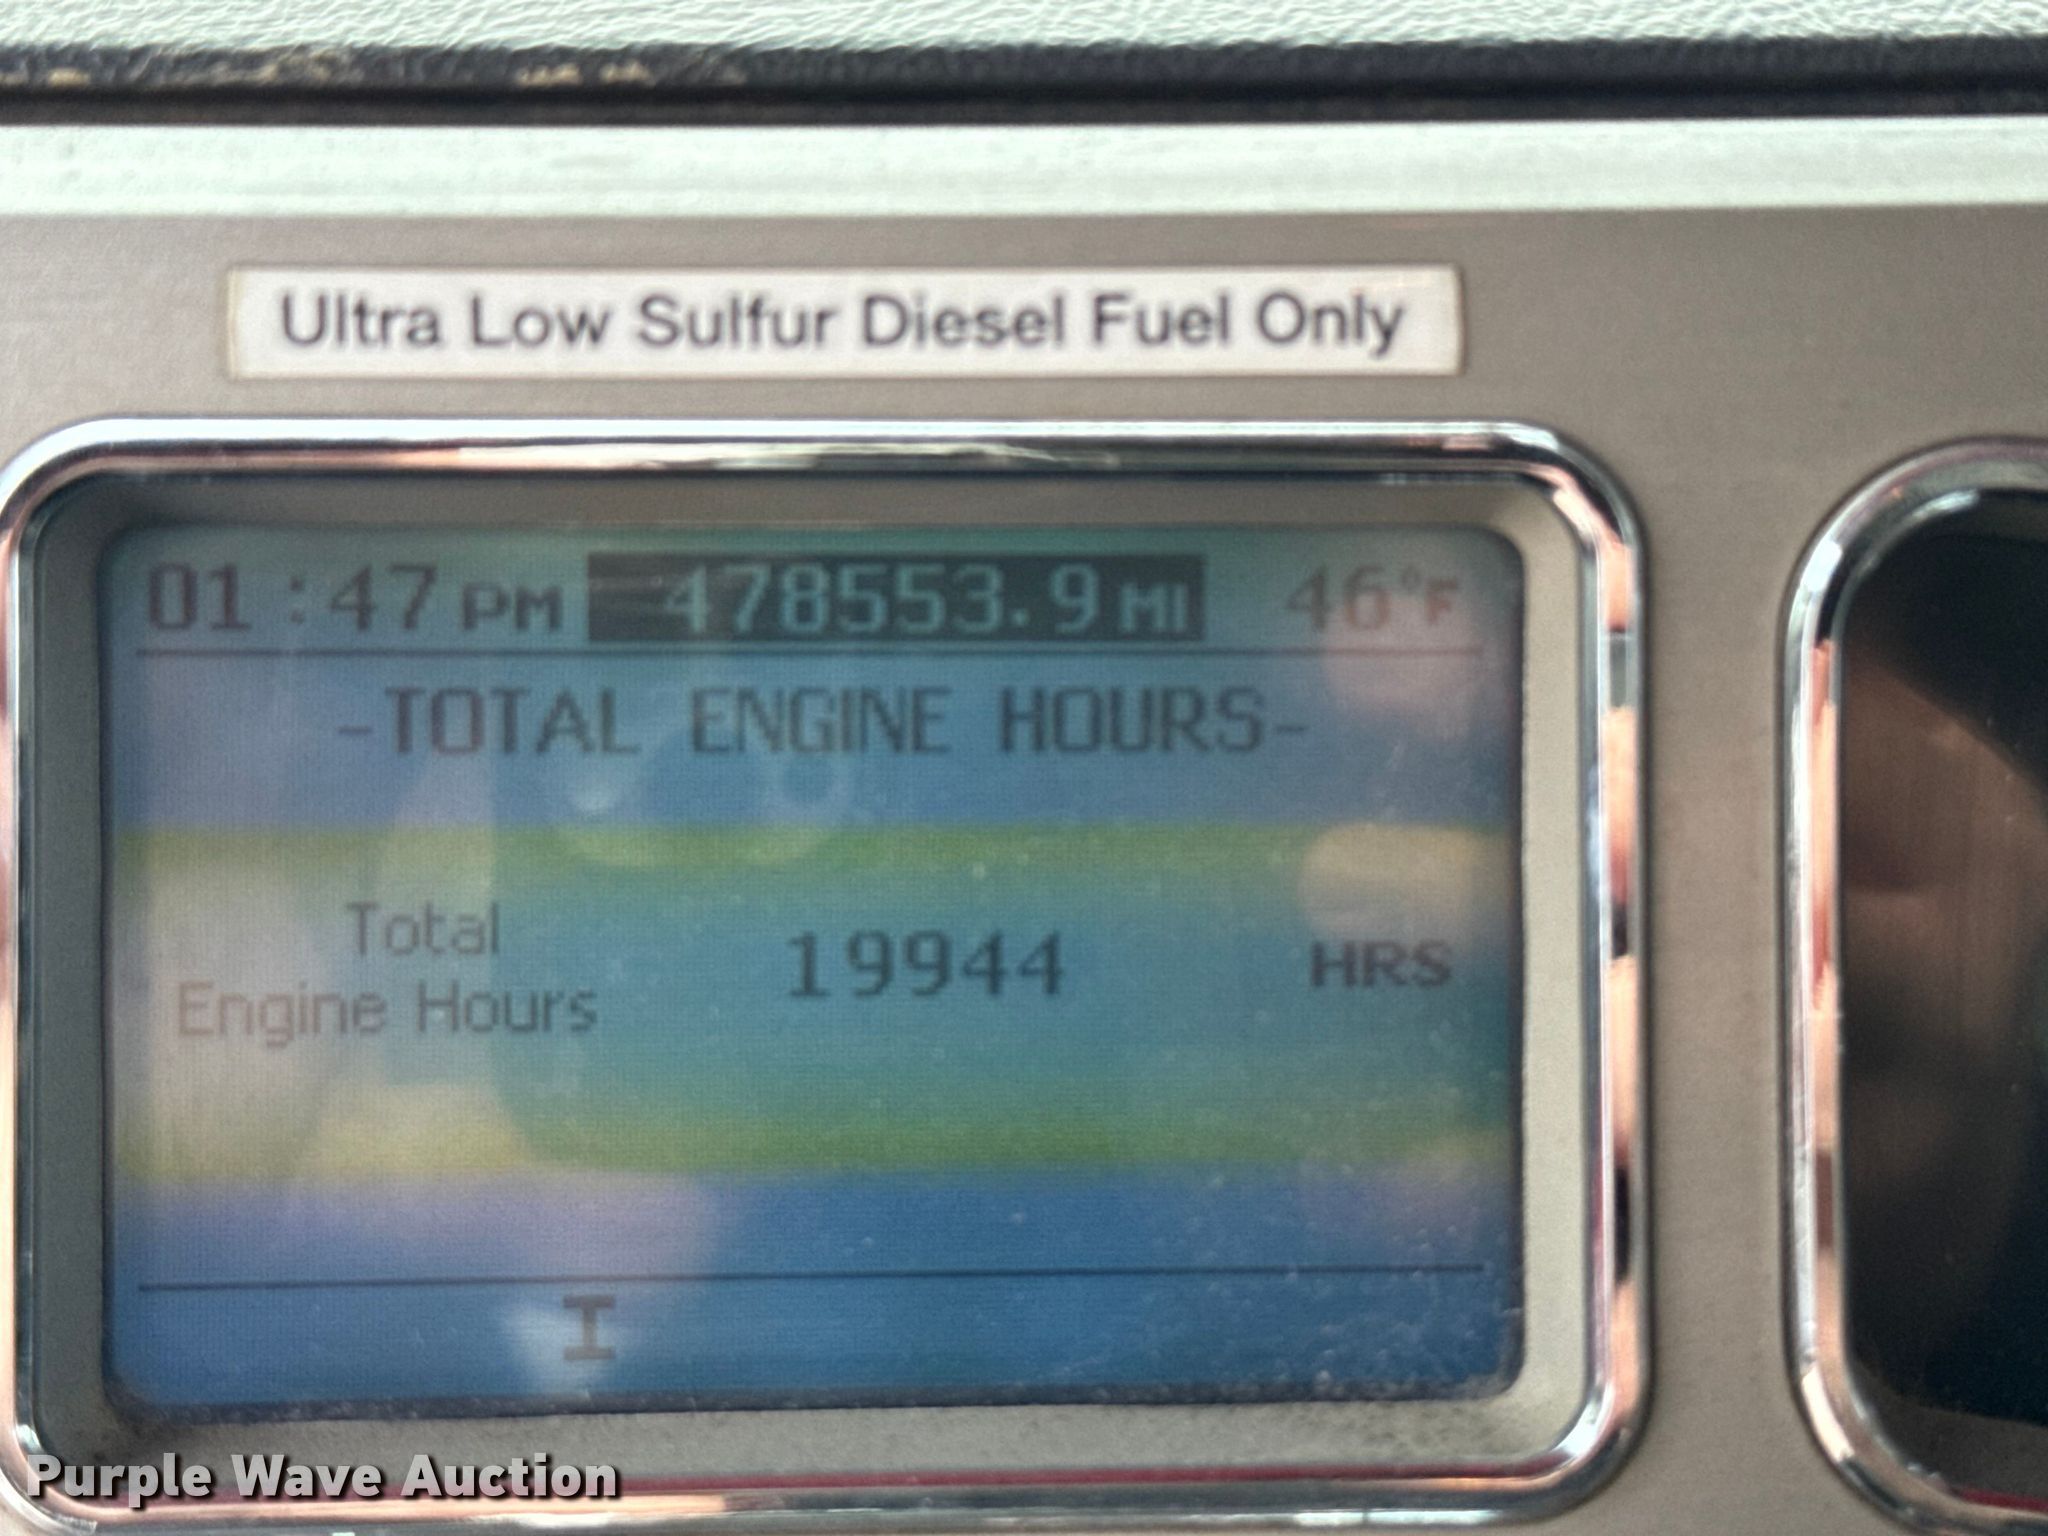 Ultra Low Sulfur Diesel Fuel Only
01:47 PM 478553.9 MI 46°F
-TOTAL ENGINE HOURS-
Total
Engine Hours 19944 HRS
I
Purple Wave Auction